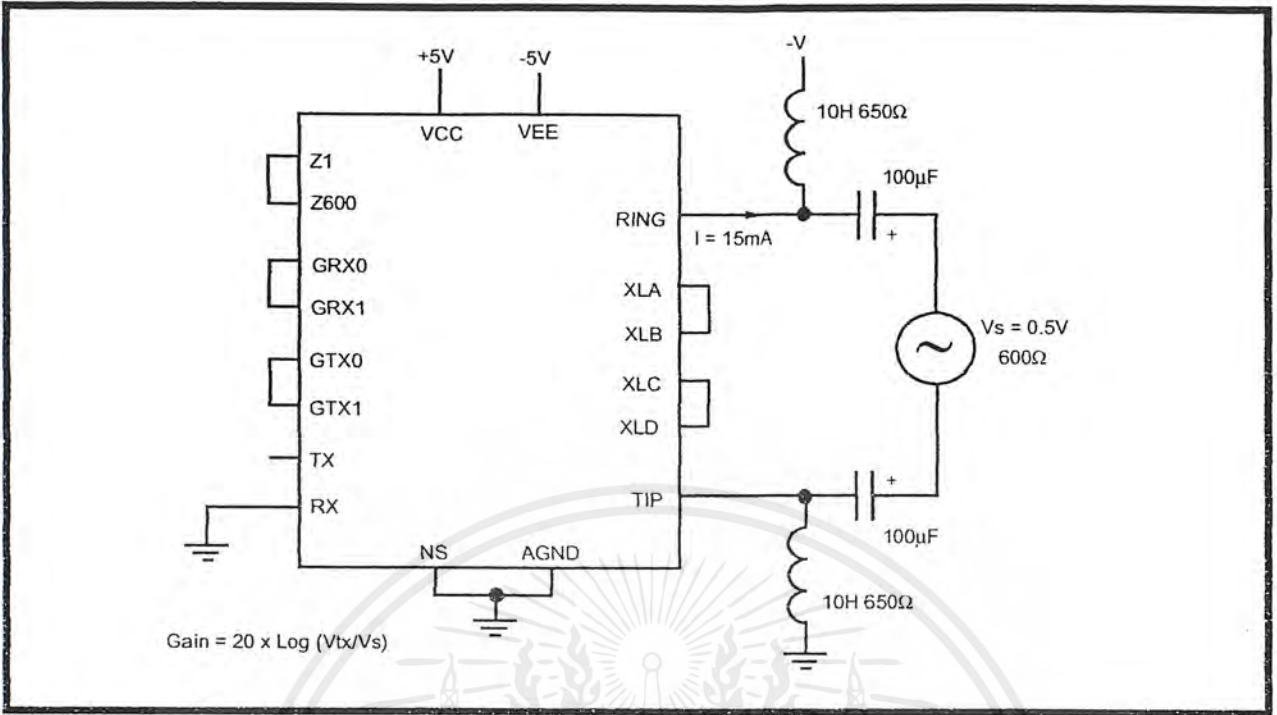 +5V
-5V
-V
VCC
VEE
10H 650Ω
Z1
Z600
100µF
+
RING
I = 15mA
GRX0
GRX1
XLA
XLB
Vs = 0.5V
600Ω
GTX0
GTX1
XLC
XLD
TX
RX
TIP
+
100µF
NS
AGND
10H 650Ω
Gain = 20 x Log (Vtx/Vs)